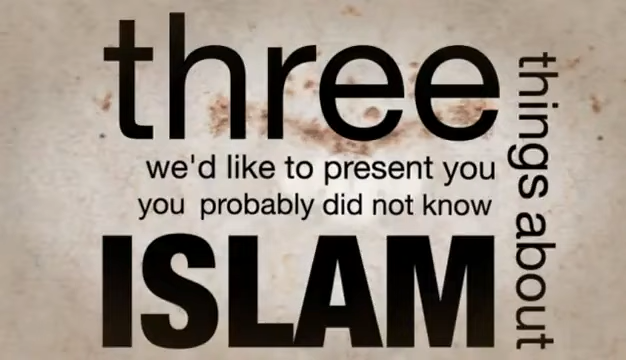 three
we'd like to present you
you probably did not know
ISLAM
things about